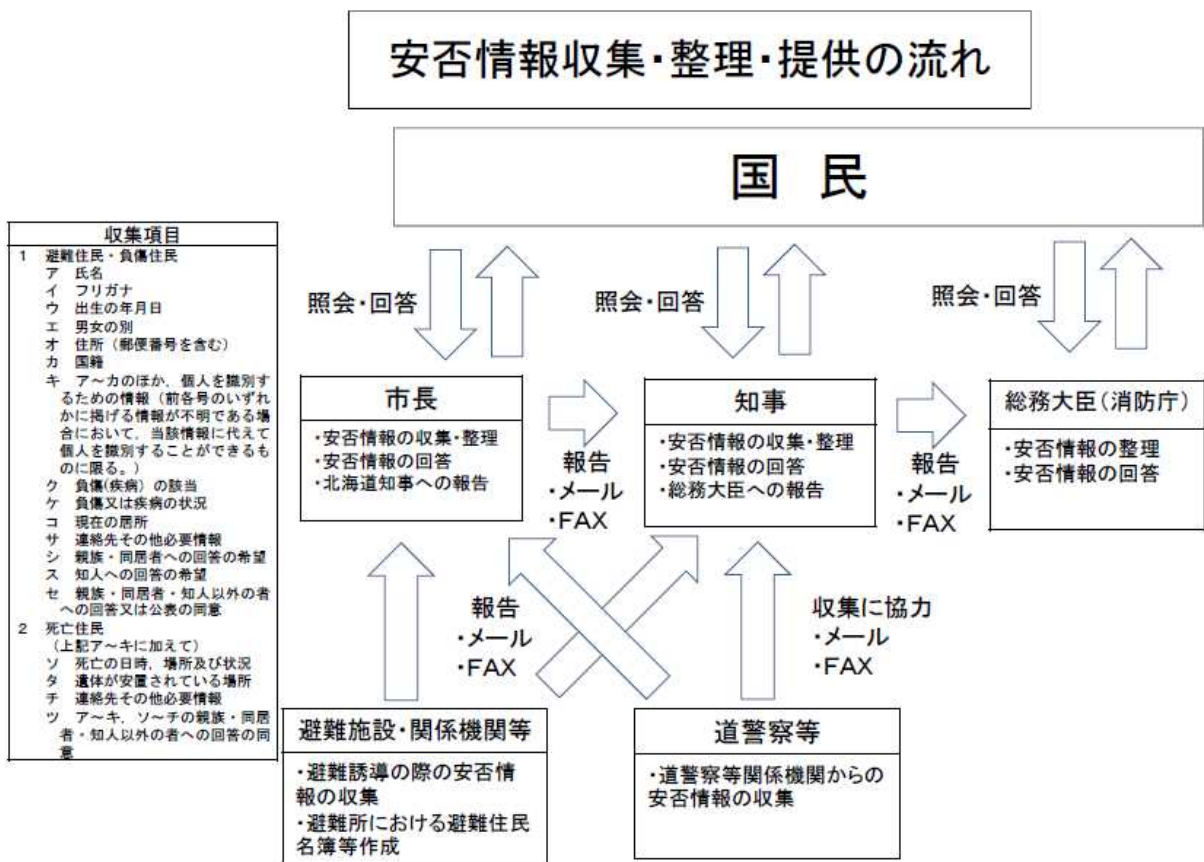 安否情報収集・整理・提供の流れ
国　民
収集項目
1　避難住民・負傷住民
ア　氏名
イ　フリガナ
ウ　出生の年月日
エ　男女の別
オ　住所（郵便番号を含む）
カ　国籍
キ　ア～カのほか，個人を識別す
るための情報（前各号のいずれ
かに掲げる情報が不明である場
合において，当該情報に代えて
個人を識別することができるも
のに限る。）
ク　負傷(疾病）の該当
ケ　負傷又は疾病の状況
コ　現在の居所
サ　連絡先その他必要情報
シ　親族・同居者への回答の希望
ス　知人への回答の希望
セ　親族・同居者・知人以外の者
への回答又は公表の同意
2　死亡住民
（上記ア～キに加えて）
ソ　死亡の日時，場所及び状況
タ　遺体が安置されている場所
チ　連絡先その他必要情報
ツ　ア～キ，ソ～チの親族・同居
者・知人以外の者への回答の同
意
照会・回答
照会・回答
照会・回答
市長
・安否情報の収集・整理
・安否情報の回答
・北海道知事への報告
報告
・メール
・FAX
知事
・安否情報の収集・整理
・安否情報の回答
・総務大臣への報告
報告
・メール
・FAX
総務大臣（消防庁）
・安否情報の整理
・安否情報の回答
報告
・メール
・FAX
収集に協力
・メール
・FAX
避難施設・関係機関等
・避難誘導の際の安否情
報の収集
・避難所における避難住民
名簿等作成
道警察等
・道警察等関係機関からの
安否情報の収集